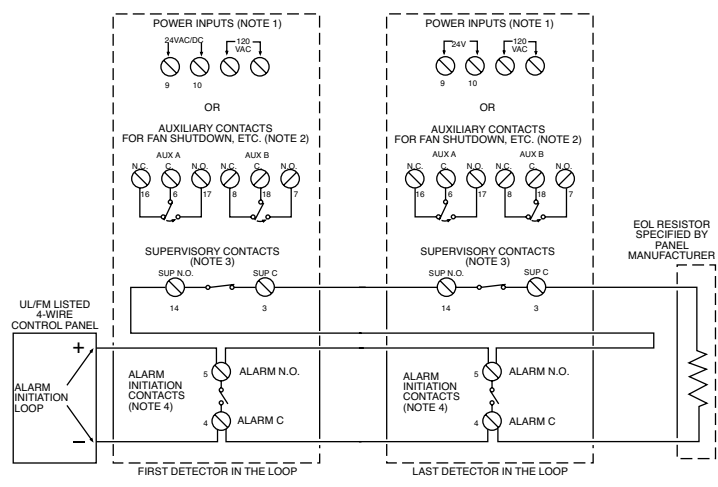 POWER INPUTS (NOTE 1)
24VAC/DC
120
VAC
9
10
OR
AUXILIARY CONTACTS
FOR FAN SHUTDOWN, ETC. (NOTE 2)
AUX A
AUX B
N.C.
C.
N.O.
N.C.
C.
N.O.
16
6
17
8
18
7
SUPERVISORY CONTACTS
(NOTE 3)
SUP N.O.
SUP C
14
3
POWER INPUTS (NOTE 1)
24V
120
VAC
9
10
OR
AUXILIARY CONTACTS
FOR FAN SHUTDOWN, ETC. (NOTE 2)
AUX A
AUX B
N.C.
C.
N.O.
N.C.
C.
N.O.
16
6
17
8
18
7
SUPERVISORY CONTACTS
(NOTE 3)
SUP N.O.
SUP C
14
3
EOL RESISTOR
SPECIFIED BY
PANEL
MANUFACTURER
UL/FM LISTED
4-WIRE
CONTROL PANEL
+
ALARM
INITIATION
LOOP
–
ALARM
INITIATION
CONTACTS
(NOTE 4)
5
ALARM N.O.
4
ALARM C
ALARM
INITIATION
CONTACTS
(NOTE 4)
5
ALARM N.O.
4
ALARM C
FIRST DETECTOR IN THE LOOP
LAST DETECTOR IN THE LOOP